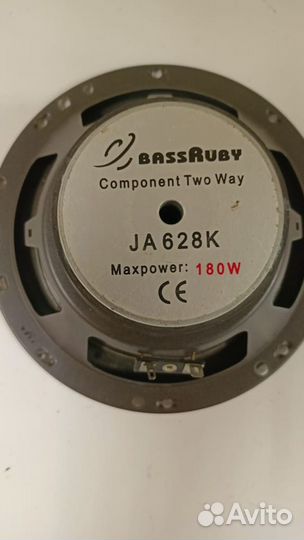 BASSRUBY
Component Two Way
JA628K
Maxpower: 180W
CE
Avito